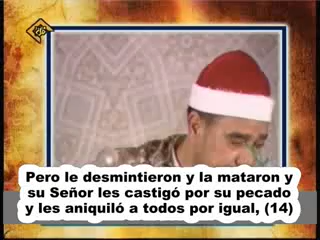 Pero le desmintieron y la mataron y
su Señor les castigó por su pecado
y les aniquiló a todos por igual, (14)